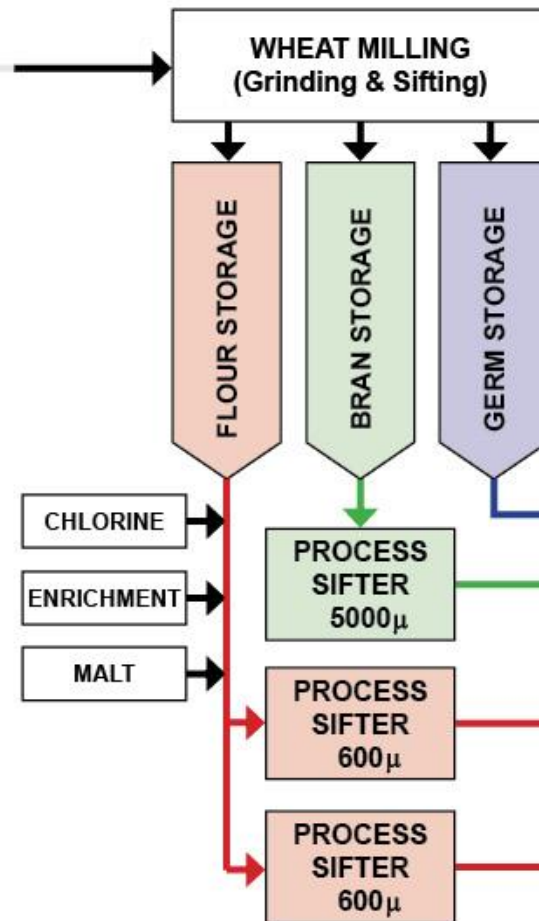 WHEAT MILLING
(Grinding & Sifting)
FLOUR STORAGE
BRAN STORAGE
GERM STORAGE
CHLORINE
ENRICHMENT
MALT
PROCESS
SIFTER
5000µ
PROCESS
SIFTER
600µ
PROCESS
SIFTER
600µ